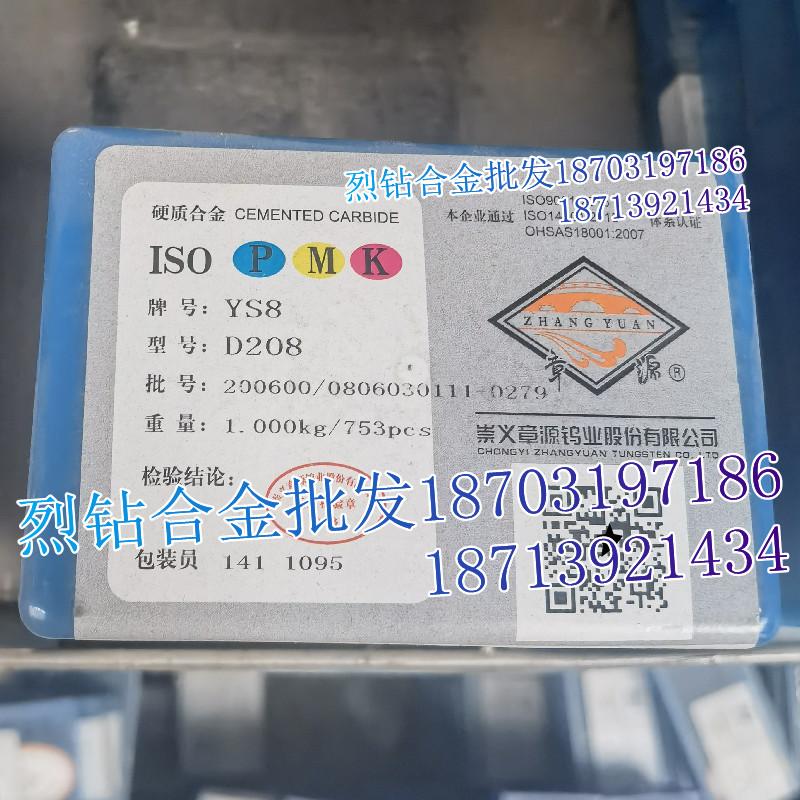 烈钻合金批发18703197186
18713921434
硬质合金 CEMENTED CARBIDE
ISO P M K
牌号: YS8
型号: D208
批号: 200600/0806030111-0279
重量: 1.000kg/753pcs
检验结论:
包装员 141 1095
本企业通过
体系认证
OHSAS18001:2007
ZHANG YUAN
章源®
崇义章源钨业股份有限公司
CHONGYI ZHANGYUAN TUNGSTEN CO., LTD
烈钻合金批发18703197186
18713921434